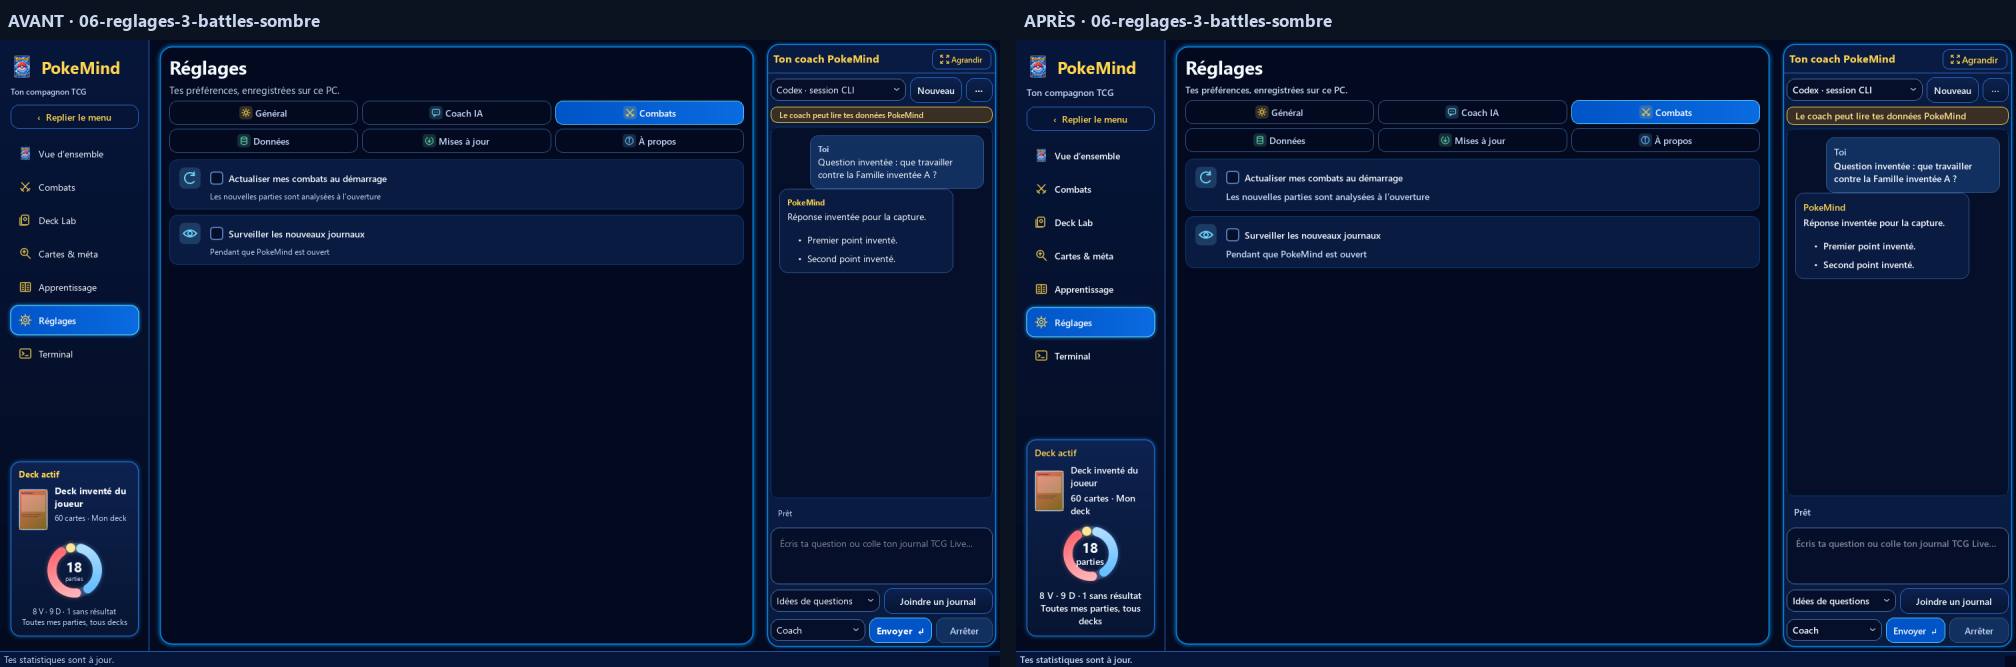 AVANT · 06-reglages-3-battles-sombre
PokeMind
Ton compagnon TCG
‹ Replier le menu
Vue d'ensemble
Combats
Deck Lab
Cartes & méta
Apprentissage
Réglages
Terminal
Deck actif
Deck inventé du
joueur
60 cartes · Mon deck
18
parties
8 V · 9 D · 1 sans résultat
Toutes mes parties, tous decks
Réglages
Tes préférences, enregistrées sur ce PC.
Général
Coach IA
Combats
Données
Mises à jour
À propos
Actualiser mes combats au démarrage
Les nouvelles parties sont analysées à l'ouverture
Surveiller les nouveaux journaux
Pendant que PokeMind est ouvert
Ton coach PokeMind
Agrandir
Codex · session CLI
Nouveau
...
Le coach peut lire tes données PokeMind
Toi
Question inventée : que travailler
contre la Famille inventée A ?
PokeMind
Réponse inventée pour la capture.
• Premier point inventé.
• Second point inventé.
Prêt
Écris ta question ou colle ton journal TCG Live...
Idées de questions
Joindre un journal
Coach
Envoyer ↲
Arrêter
Tes statistiques sont à jour.
APRÈS · 06-reglages-3-battles-sombre
PokeMind
Ton compagnon TCG
‹ Replier le menu
Vue d'ensemble
Combats
Deck Lab
Cartes & méta
Apprentissage
Réglages
Terminal
Deck actif
Deck inventé du
joueur
60 cartes · Mon
deck
18
parties
8 V · 9 D · 1 sans résultat
Toutes mes parties, tous
decks
Réglages
Tes préférences, enregistrées sur ce PC.
Général
Coach IA
Combats
Données
Mises à jour
À propos
Actualiser mes combats au démarrage
Les nouvelles parties sont analysées à l'ouverture
Surveiller les nouveaux journaux
Pendant que PokeMind est ouvert
Ton coach PokeMind
Agrandir
Codex · session CLI
Nouveau
...
Le coach peut lire tes données PokeMind
Toi
Question inventée : que travailler
contre la Famille inventée A ?
PokeMind
Réponse inventée pour la capture.
• Premier point inventé.
• Second point inventé.
Prêt
Écris ta question ou colle ton journal TCG Live...
Idées de questions
Joindre un journal
Coach
Envoyer ↲
Arrêter
Tes statistiques sont à jour.